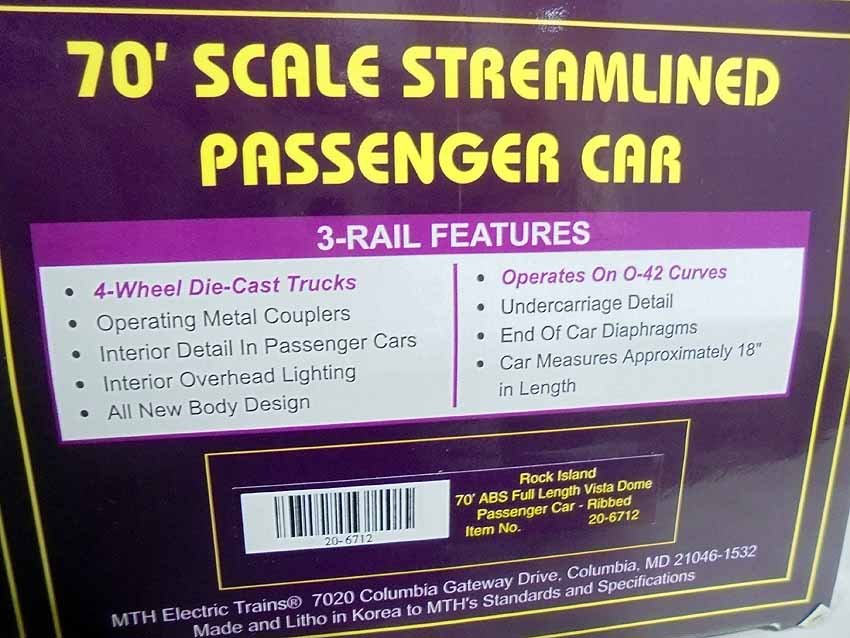 70' SCALE STREAMLINED
PASSENGER CAR
3-RAIL FEATURES
• 4-Wheel Die-Cast Trucks
• Operating Metal Couplers
• Interior Detail In Passenger Cars
• Interior Overhead Lighting
• All New Body Design
• Operates On O-42 Curves
• Undercarriage Detail
• End Of Car Diaphragms
• Car Measures Approximately 18"
in Length
20-6712
Rock Island
70' ABS Full Length Vista Dome
Passenger Car - Ribbed
Item No. 20-6712
MTH Electric Trains® 7020 Columbia Gateway Drive, Columbia, MD 21046-1532
Made and Litho in Korea to MTH's Standards and Specifications